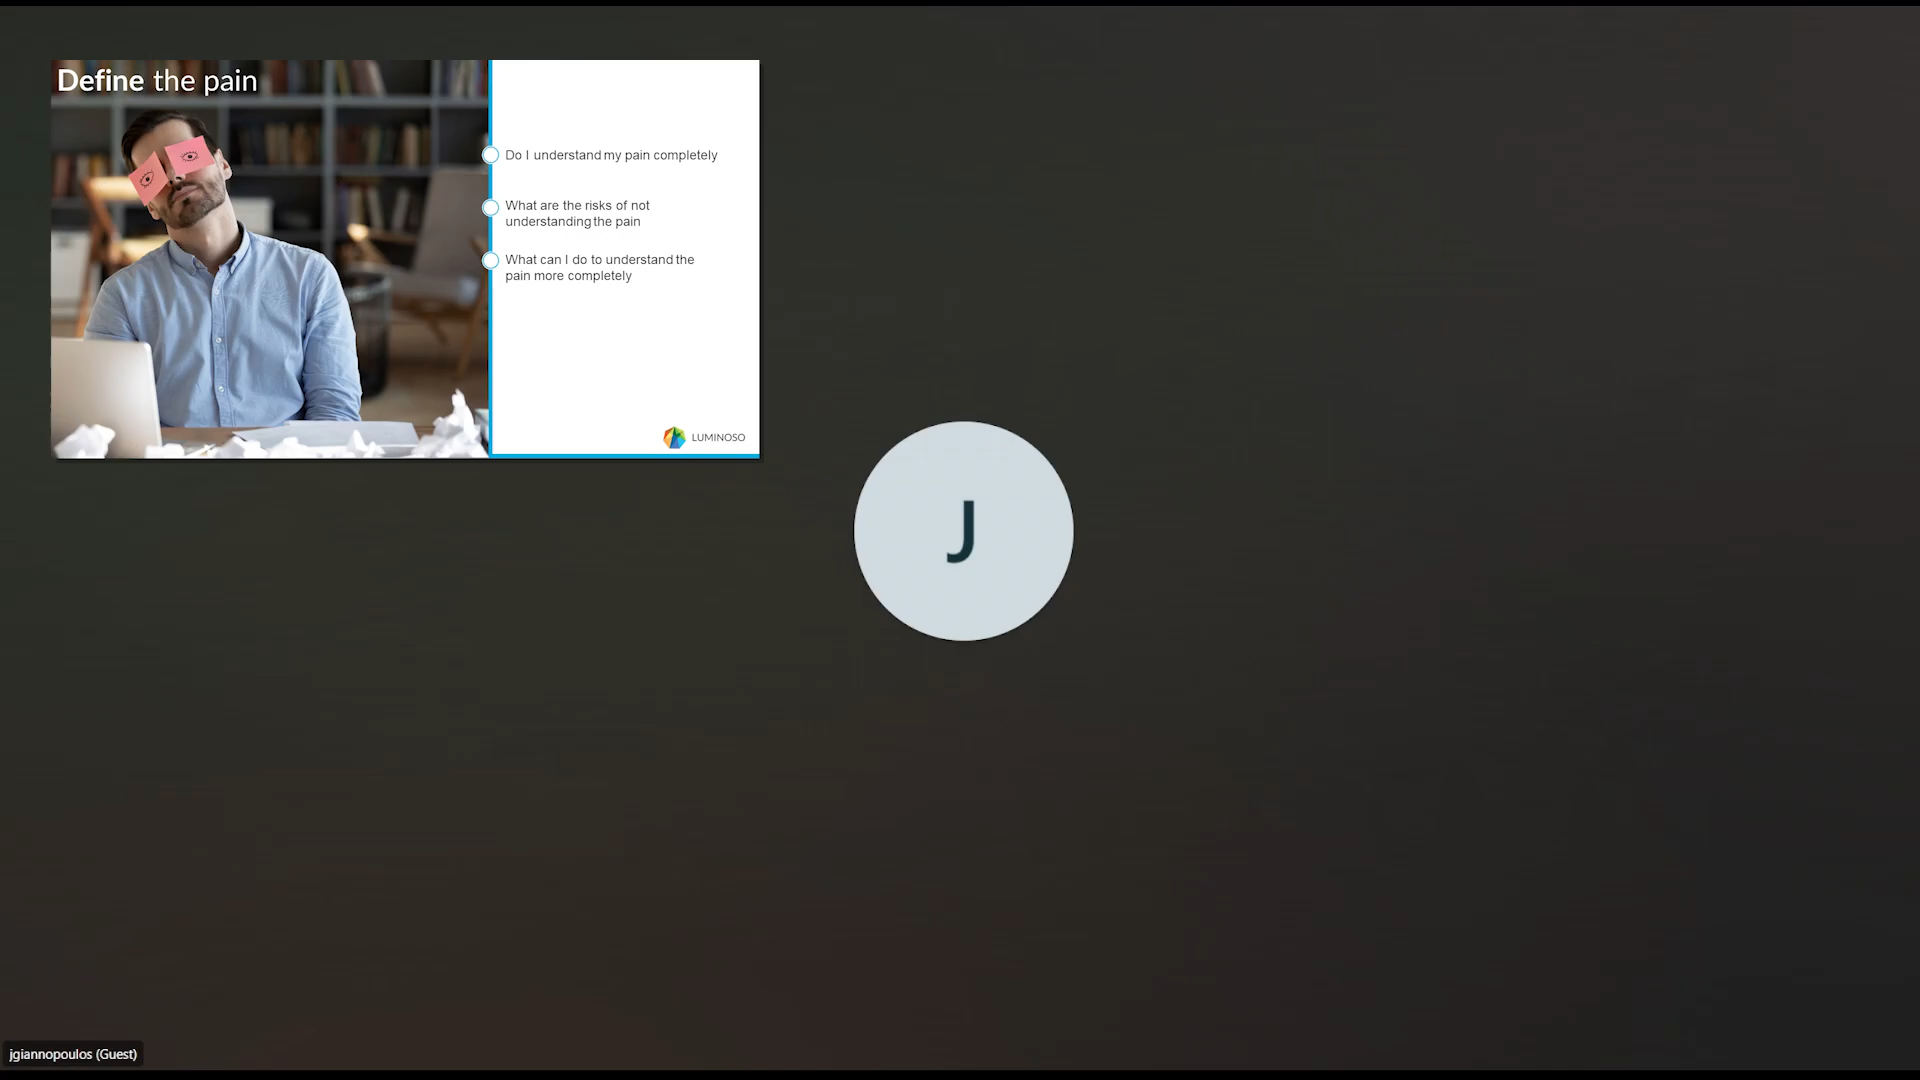 Define the pain
Do I understand my pain completely
What are the risks of not
understanding the pain
What can I do to understand the
pain more completely
LUMINOSO
J
jgiannopoulos (Guest)